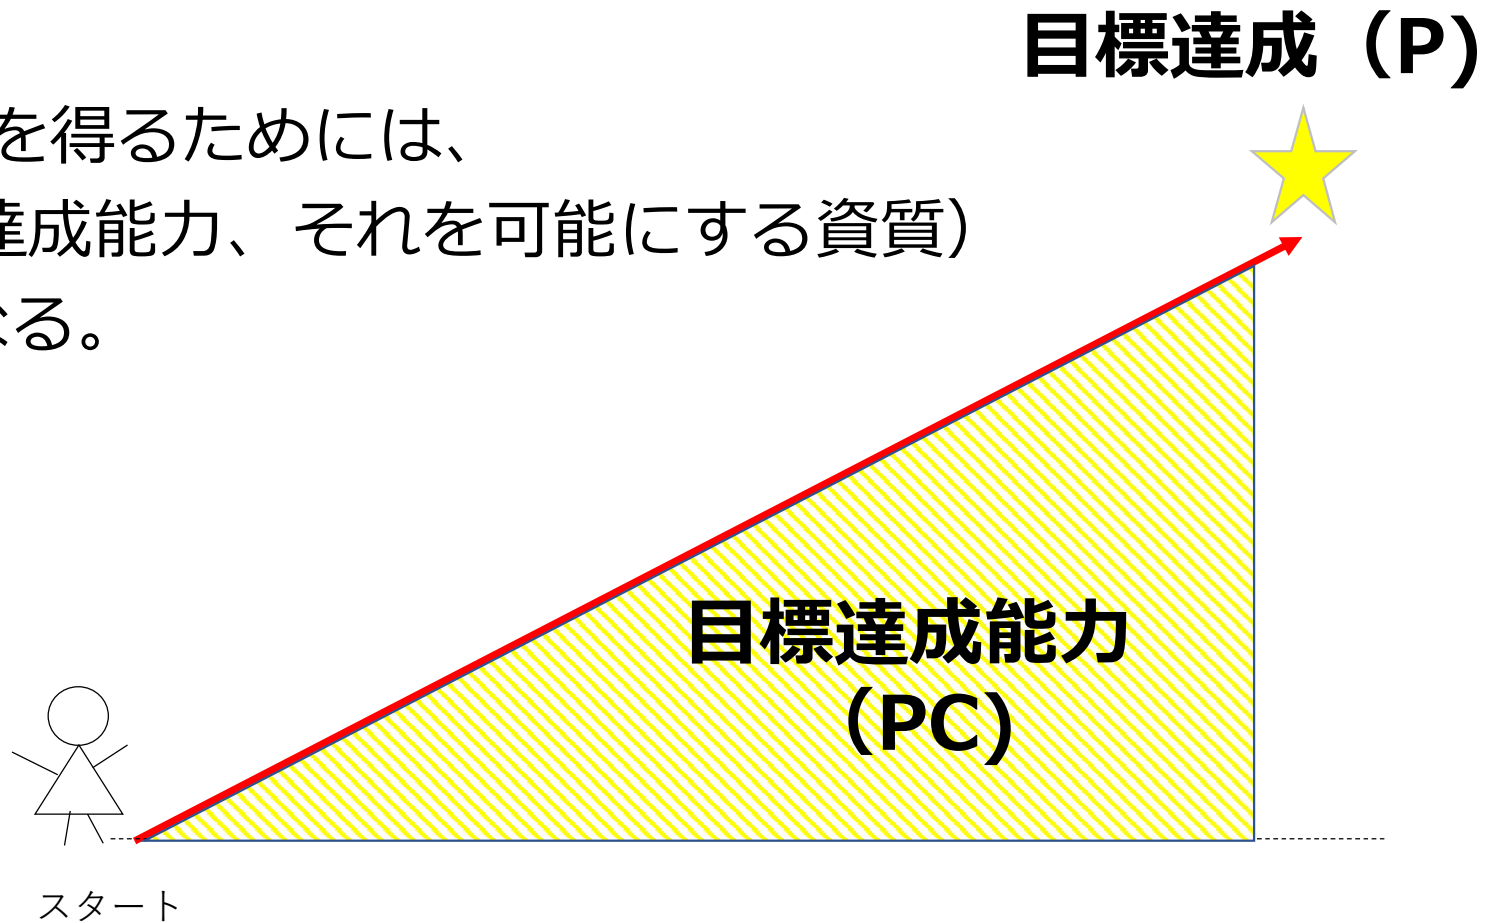 目標達成（P)
を得るためには、
達成能力、それを可能にする資質）
なる。
目標達成能力
（PC）
スタート